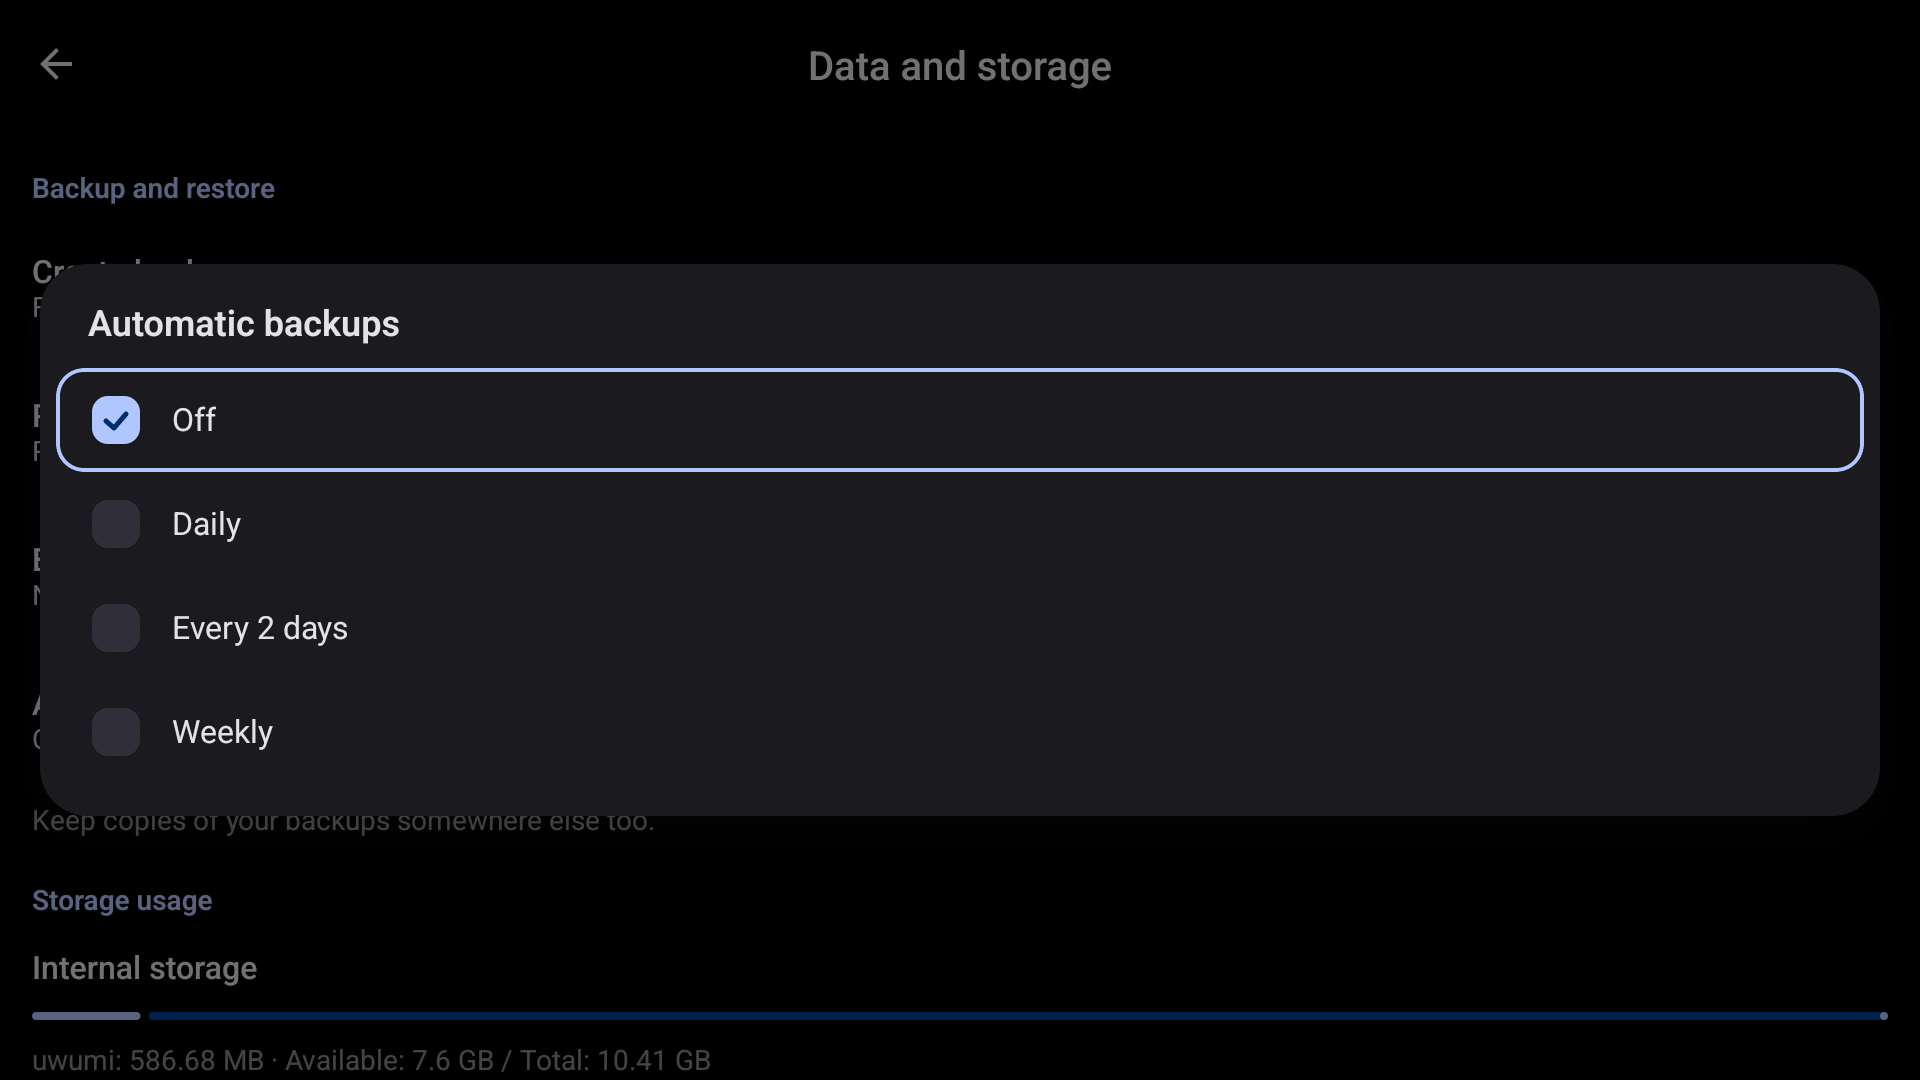 Data and storage
Backup and restore
Automatic backups
Off
Daily
Every 2 days
Weekly
Keep copies of your backups somewhere else too.
Storage usage
Internal storage
uwumi: 586.68 MB · Available: 7.6 GB / Total: 10.41 GB